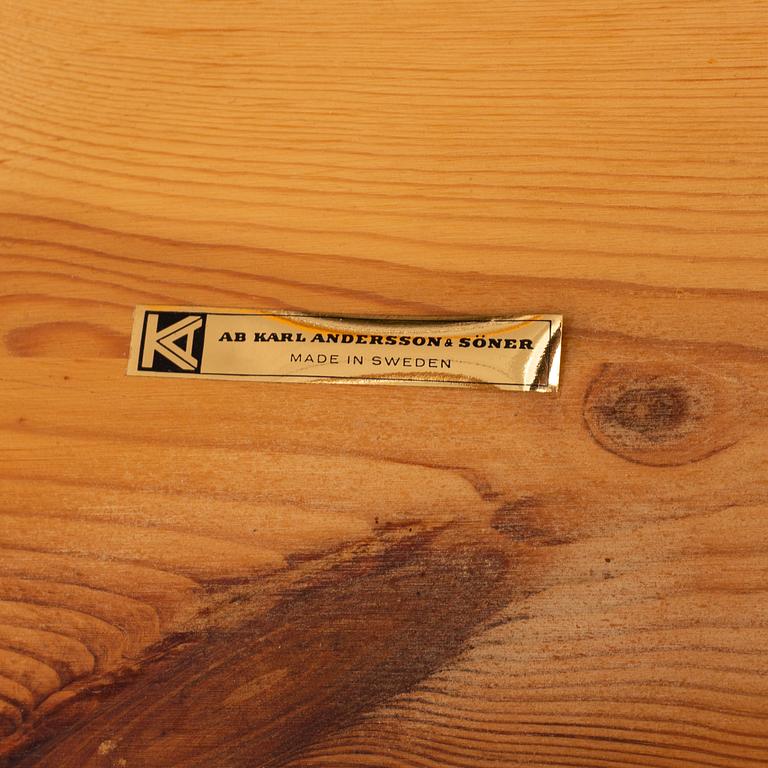 KA
AB KARL ANDERSSON & SÖNER
MADE IN SWEDEN